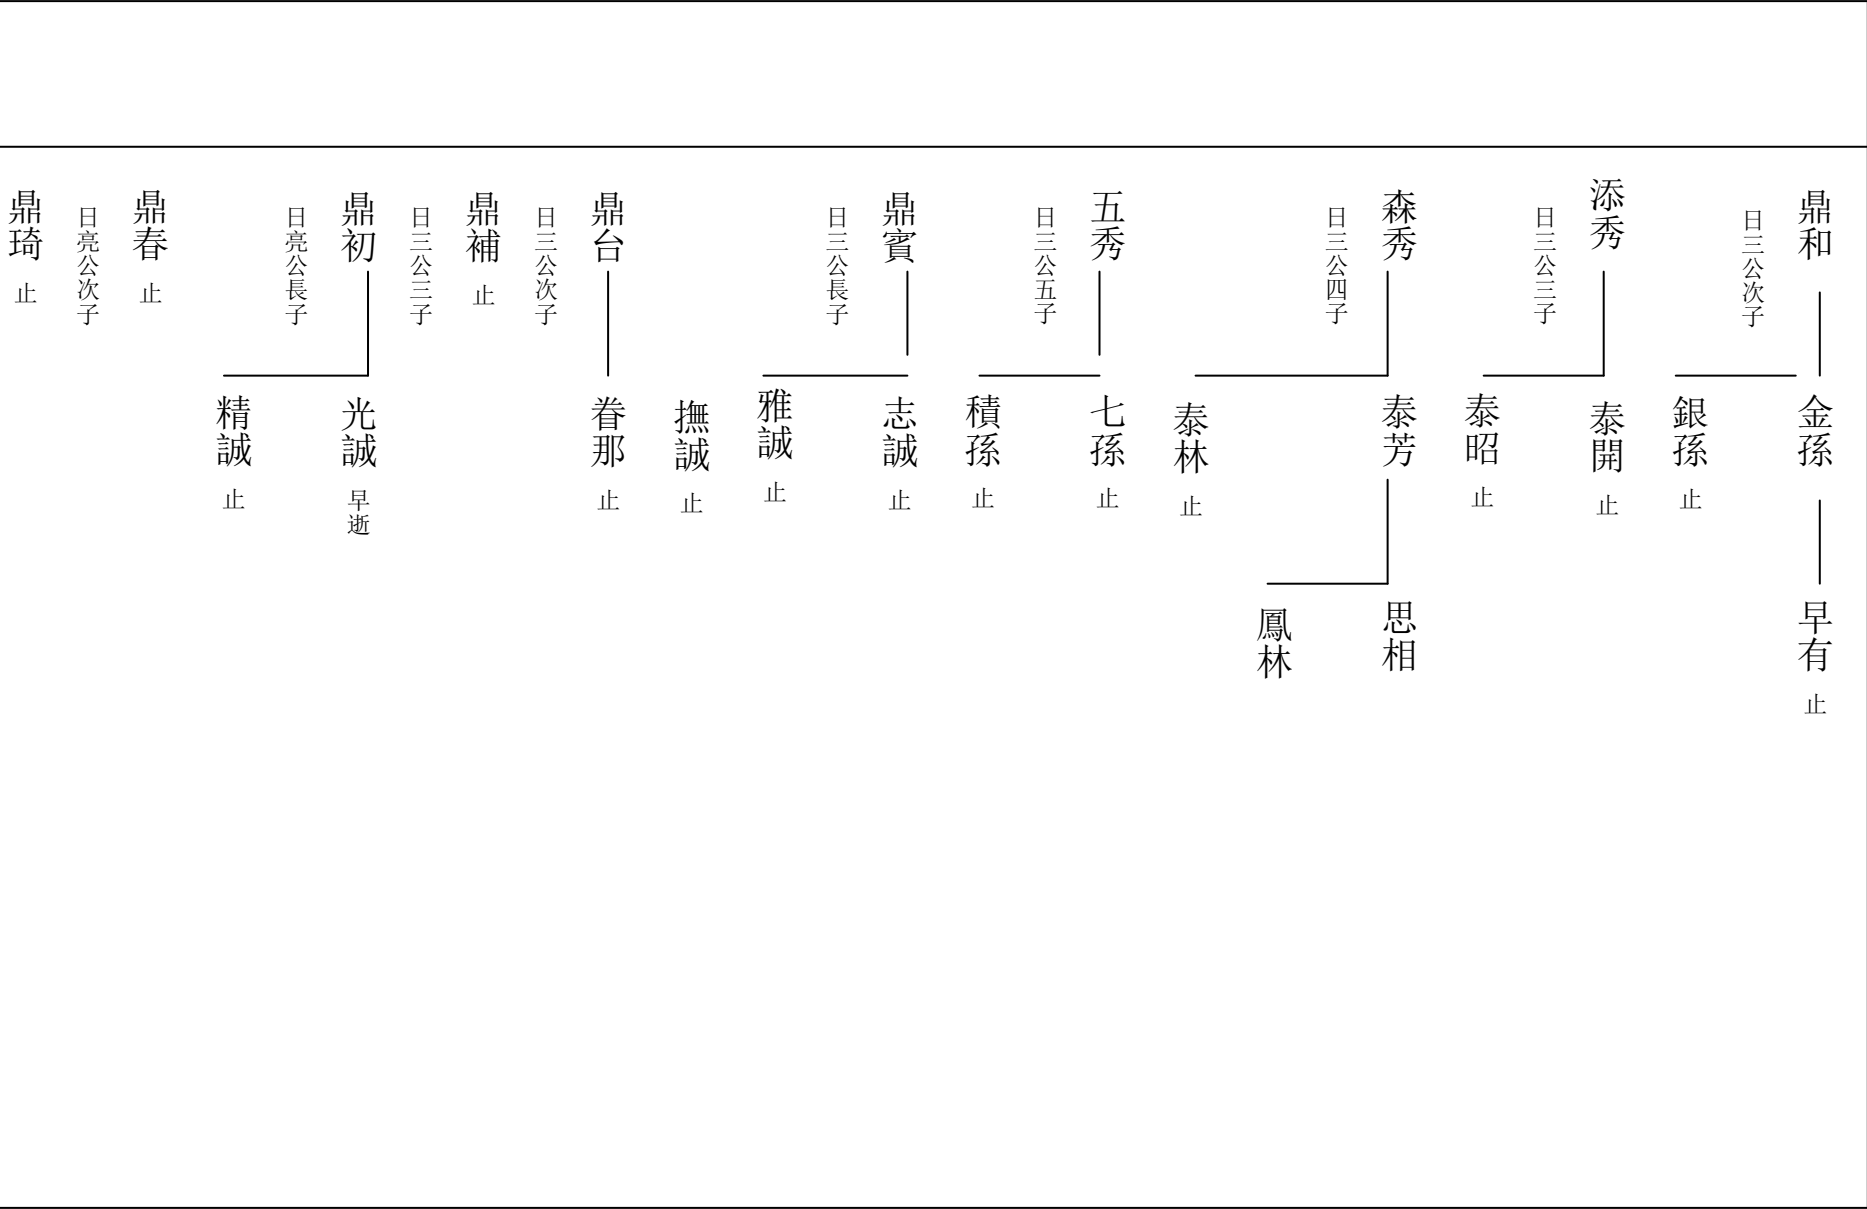 鼎和
日三公次子
添秀
日三公三子
森秀
日三公四子
五秀
日三公五子
鼎賓
日三公長子
鼎台
日三公次子
鼎補 止
日三公三子
鼎初
日亮公長子
鼎春 止
日亮公次子
鼎琦 止
金孫
銀孫 止
泰開 止
泰昭 止
泰芳
泰林 止
七孫 止
積孫 止
志誠 止
雅誠 止
撫誠 止
眷那 止
光誠 早逝
精誠 止
早有 止
思相
鳳林